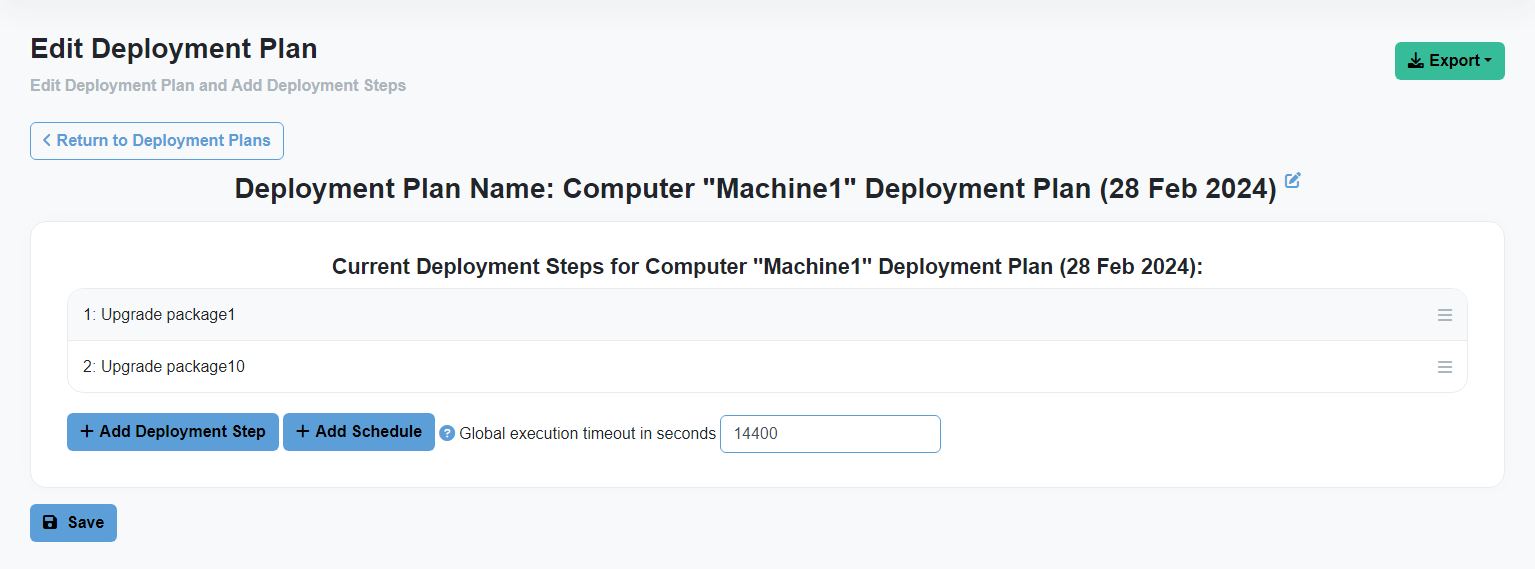 Edit Deployment Plan
Export
Edit Deployment Plan and Add Deployment Steps
Return to Deployment Plans
Deployment Plan Name: Computer "Machine1" Deployment Plan (28 Feb 2024)
Current Deployment Steps for Computer "Machine1" Deployment Plan (28 Feb 2024):
1: Upgrade package1
2: Upgrade package10
+ Add Deployment Step + Add Schedule ? Global execution timeout in seconds 14400
Save